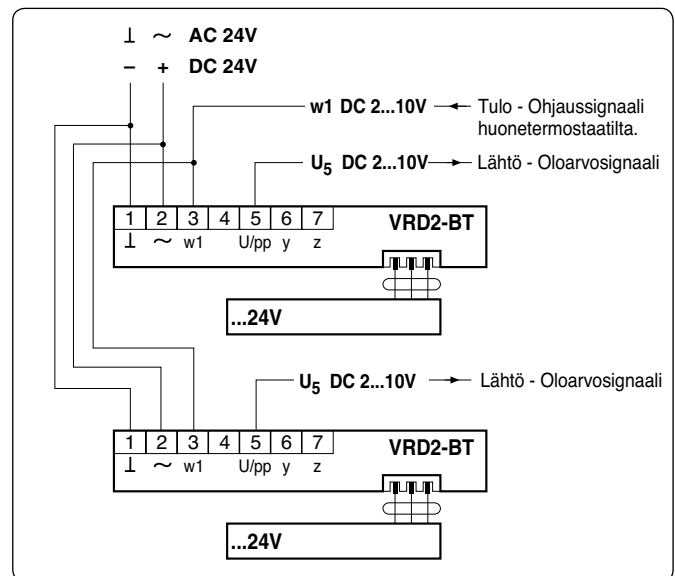 ⊥ ∼ AC 24V
– + DC 24V
w1 DC 2...10V Tulo - Ohjaussignaali
huonetermostaatilta.
U5 DC 2...10V Lähtö - Oloarvosignaali
1 2 3 4 5 6 7 VRD2-BT
⊥ ∼ w1 U/pp y z
...24V
U5 DC 2...10V Lähtö - Oloarvosignaali
1 2 3 4 5 6 7 VRD2-BT
⊥ ∼ w1 U/pp y z
...24V